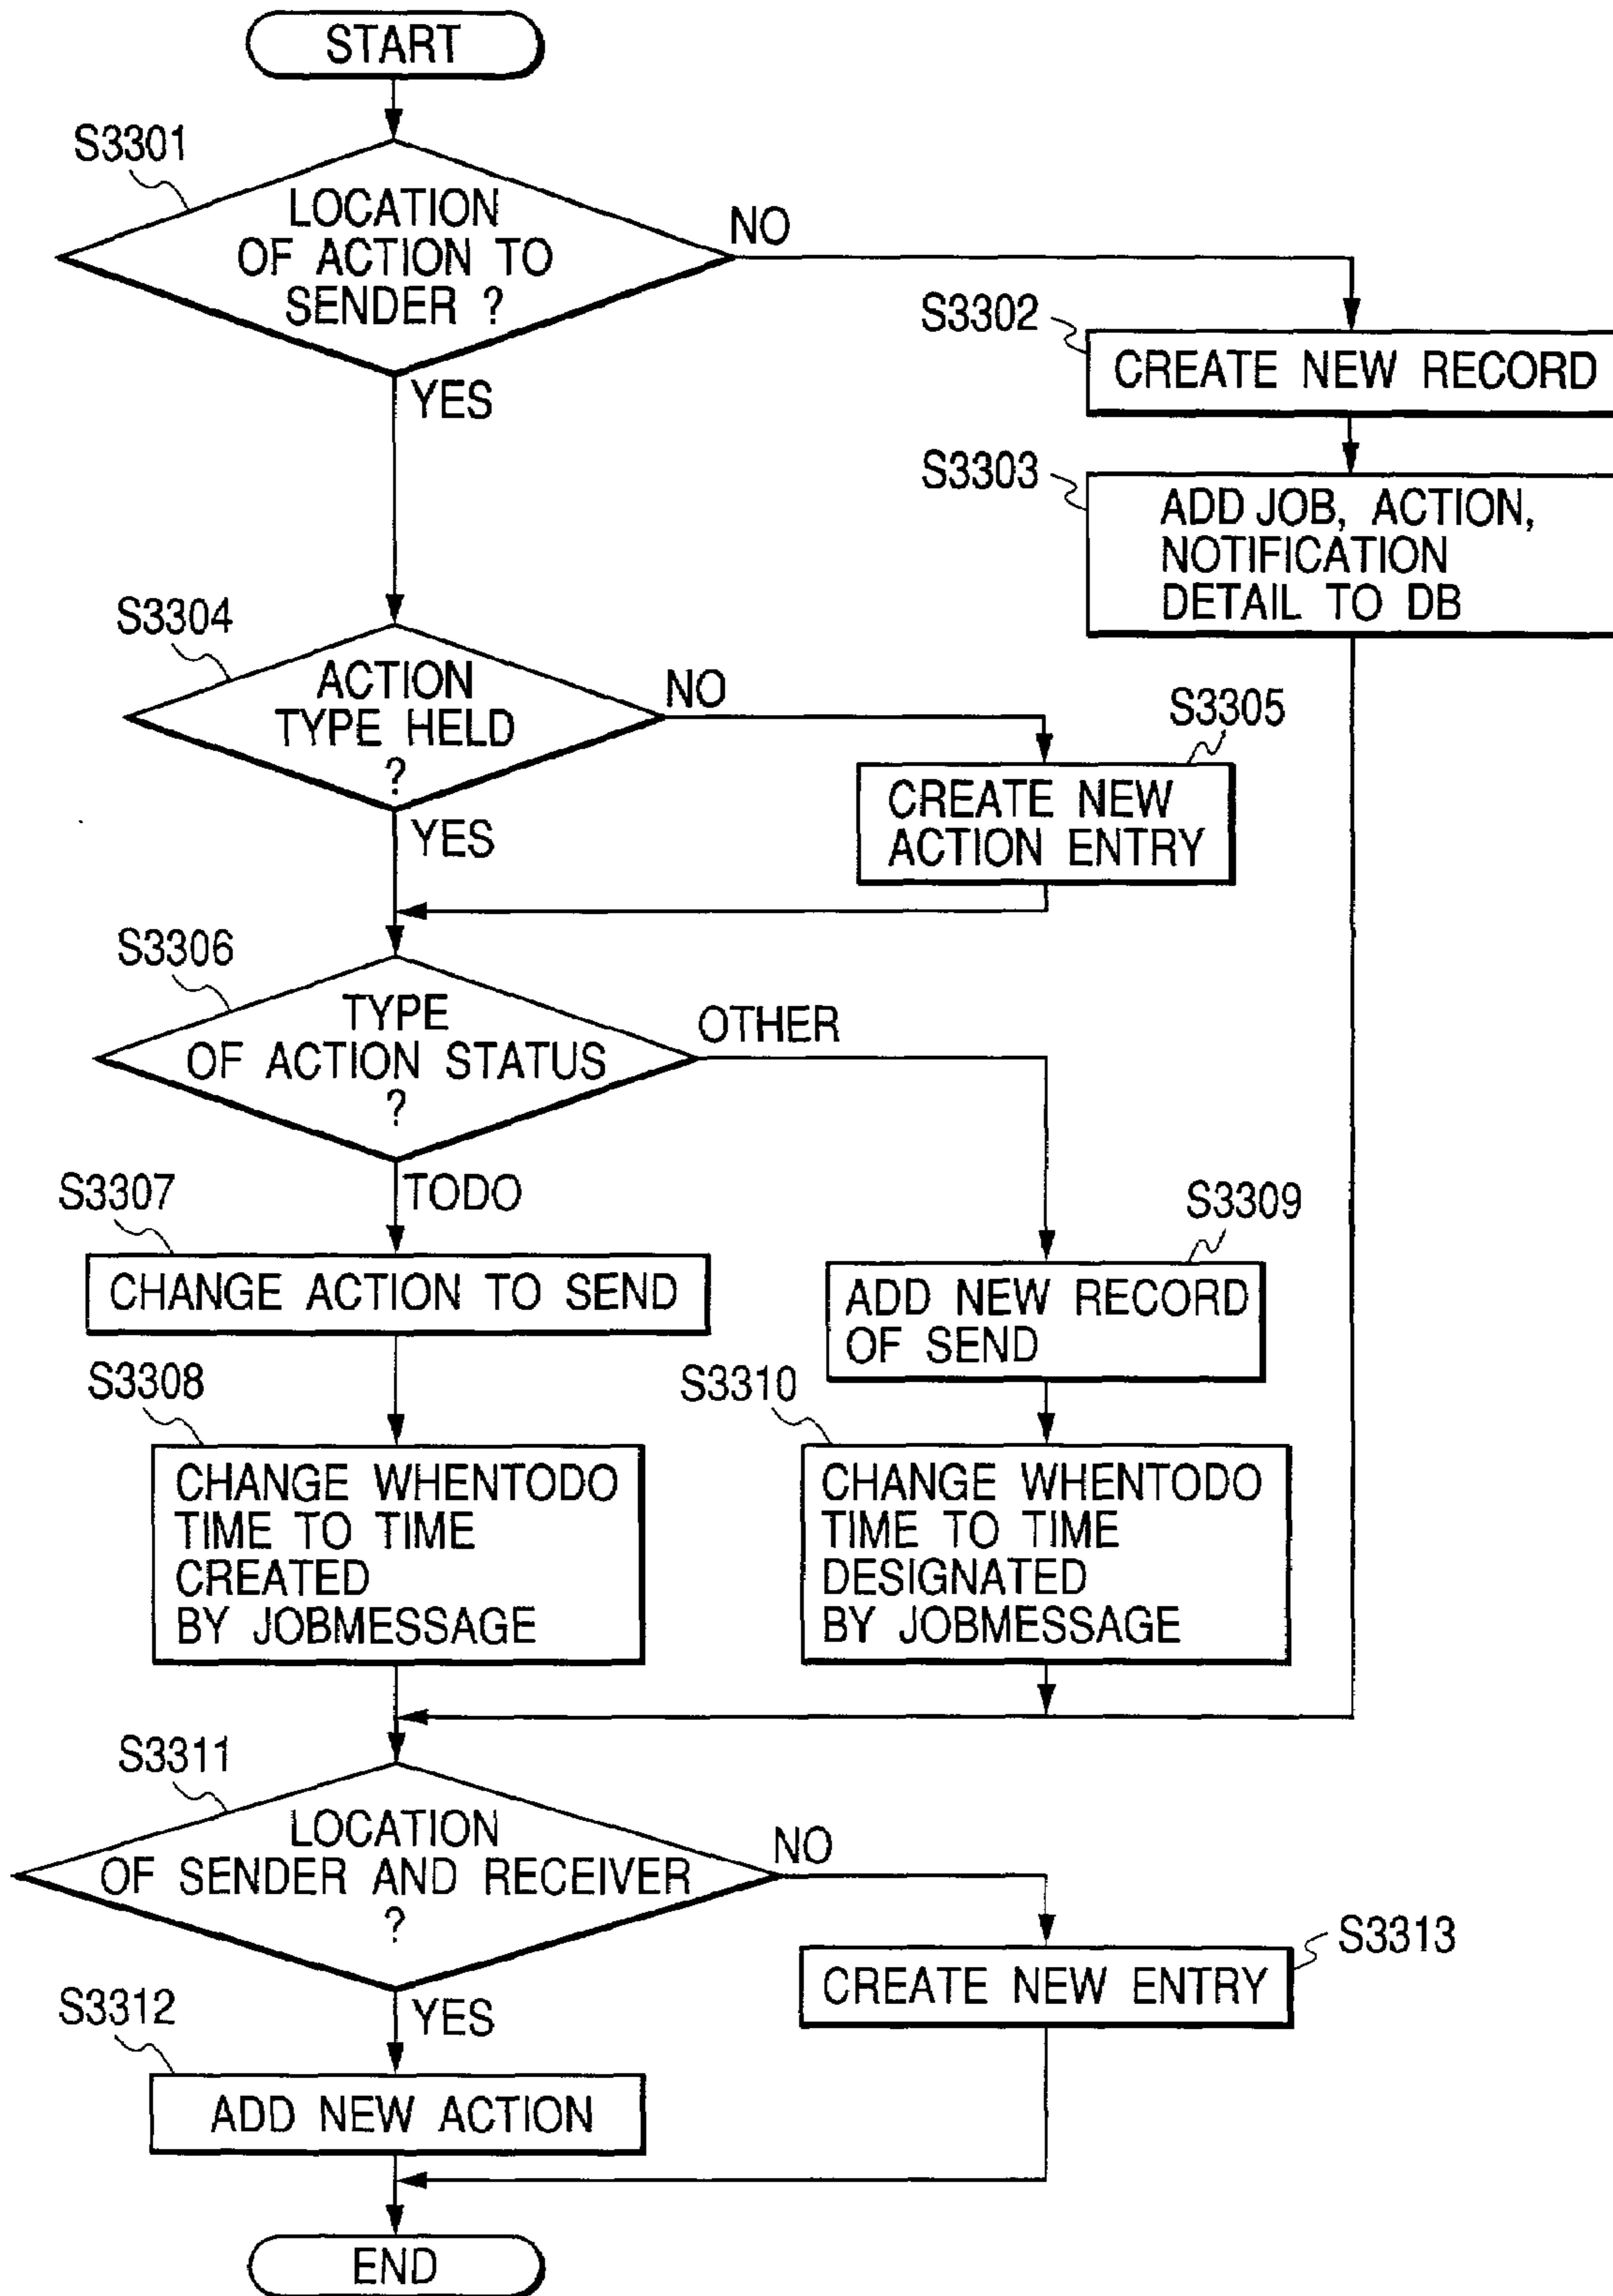 START
S3301
LOCATION
OF ACTION TO
SENDER ?
NO
YES
S3302
CREATE NEW RECORD
S3303
ADD JOB, ACTION,
NOTIFICATION
DETAIL TO DB
S3304
ACTION
TYPE HELD
?
NO
YES
S3305
CREATE NEW
ACTION ENTRY
S3306
TYPE
OF ACTION STATUS
?
OTHER
TODO
S3307
CHANGE ACTION TO SEND
S3309
ADD NEW RECORD
OF SEND
S3308
CHANGE WHENTODO
TIME TO TIME
CREATED
BY JOBMESSAGE
S3310
CHANGE WHENTODO
TIME TO TIME
DESIGNATED
BY JOBMESSAGE
S3311
LOCATION
OF SENDER AND RECEIVER
?
NO
YES
S3313
CREATE NEW ENTRY
S3312
ADD NEW ACTION
END